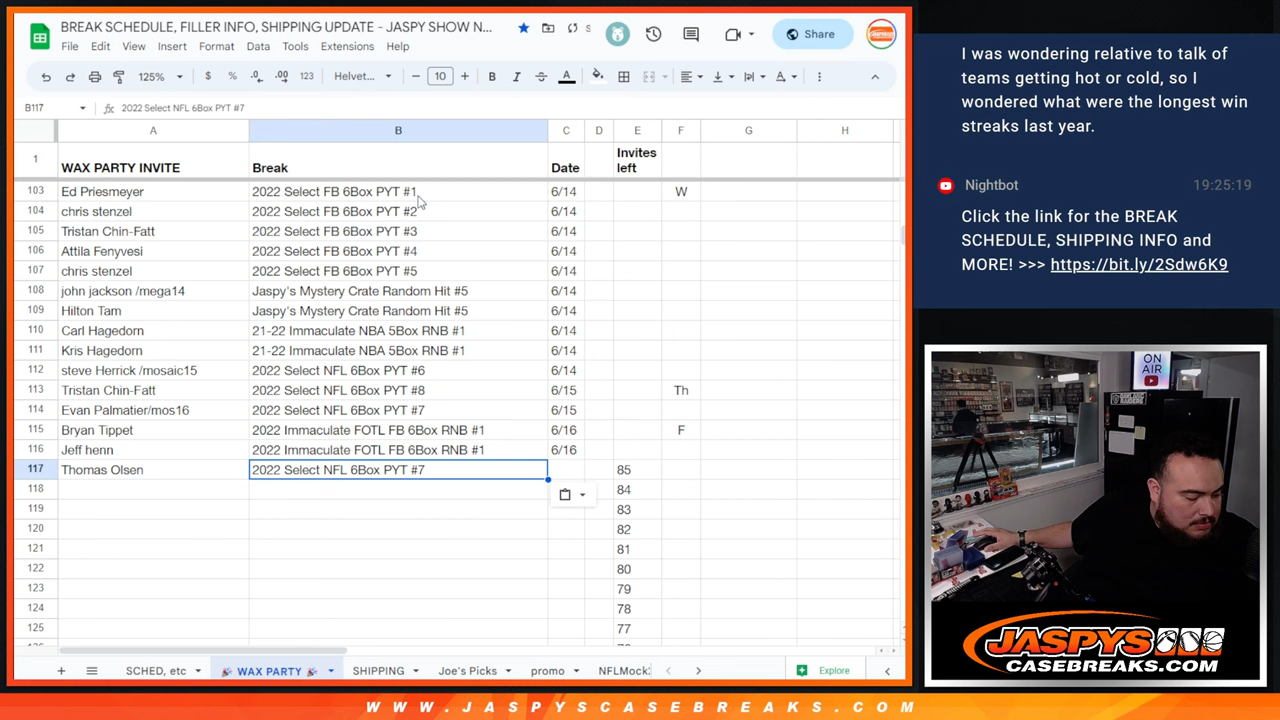 BREAK SCHEDULE, FILLER INFO, SHIPPING UPDATE - JASPY SHOW N...
Share
File Edit View Insert Format Data Tools Extensions Help
125% $ % .0 .00 123 Helvet... 10 B I A
B117 fx 2022 Select NFL 6Box PYT #7
A B C D E F G H
1 WAX PARTY INVITE Break Date Invites left
103 Ed Priesmeyer 2022 Select FB 6Box PYT #1 6/14 W
104 chris stenzel 2022 Select FB 6Box PYT #2 6/14
105 Tristan Chin-Fatt 2022 Select FB 6Box PYT #3 6/14
106 Attila Fenyvesi 2022 Select FB 6Box PYT #4 6/14
107 chris stenzel 2022 Select FB 6Box PYT #5 6/14
108 john jackson /mega14 Jaspy's Mystery Crate Random Hit #5 6/14
109 Hilton Tam Jaspy's Mystery Crate Random Hit #5 6/14
110 Carl Hagedorn 21-22 Immaculate NBA 5Box RNB #1 6/14
111 Kris Hagedorn 21-22 Immaculate NBA 5Box RNB #1 6/14
112 steve Herrick /mosaic15 2022 Select NFL 6Box PYT #6 6/14
113 Tristan Chin-Fatt 2022 Select NFL 6Box PYT #8 6/15 Th
114 Evan Palmatier/mos16 2022 Select NFL 6Box PYT #7 6/15
115 Bryan Tippet 2022 Immaculate FOTL FB 6Box RNB #1 6/16 F
116 Jeff henn 2022 Immaculate FOTL FB 6Box RNB #1 6/16
117 Thomas Olsen 2022 Select NFL 6Box PYT #7 85
118 84
119 83
120 82
121 81
122 80
123 79
124 78
125 77
SCHED, etc WAX PARTY SHIPPING Joe's Picks promo NFLMock: Explore
I was wondering relative to talk of
teams getting hot or cold, so I
wondered what were the longest win
streaks last year.
Nightbot 19:25:19
Click the link for the BREAK
SCHEDULE, SHIPPING INFO and
MORE! >>> https://bit.ly/2Sdw6K9
ON
AIR
JASPYS
CASEBREAKS.COM
WWW.JASPYSCASEBREAKS.COM